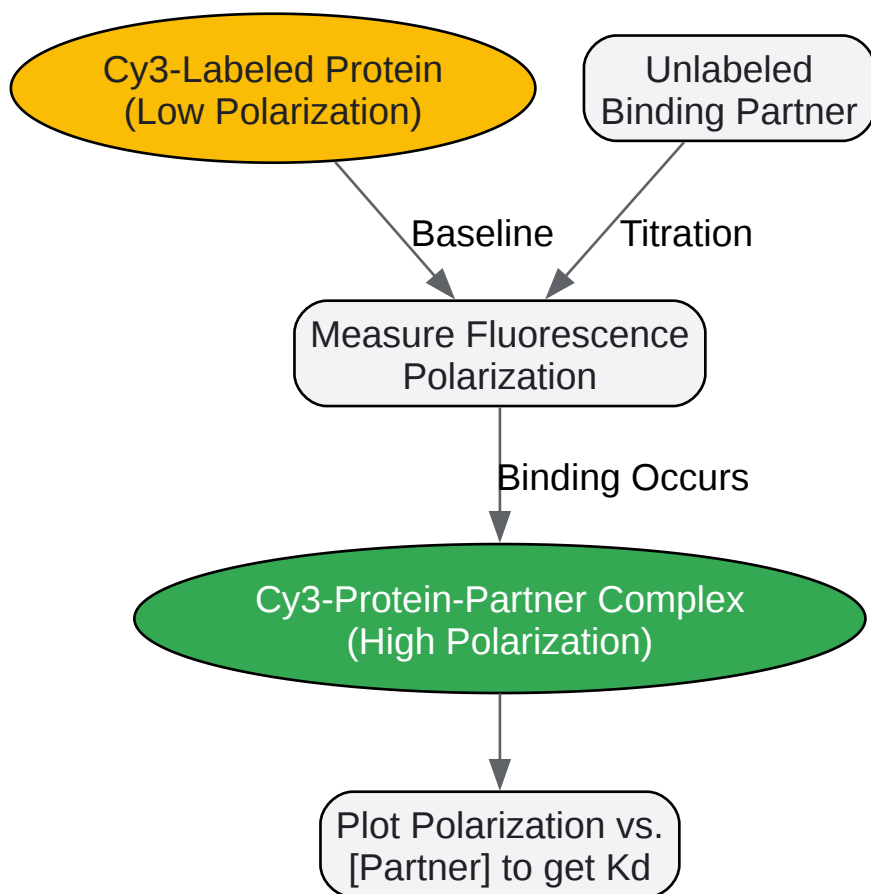 Cy3-Labeled Protein
(Low Polarization)
Unlabeled
Binding Partner
Baseline
Titration
Measure Fluorescence
Polarization
Binding Occurs
Cy3-Protein-Partner Complex
(High Polarization)
Plot Polarization vs.
[Partner] to get Kd